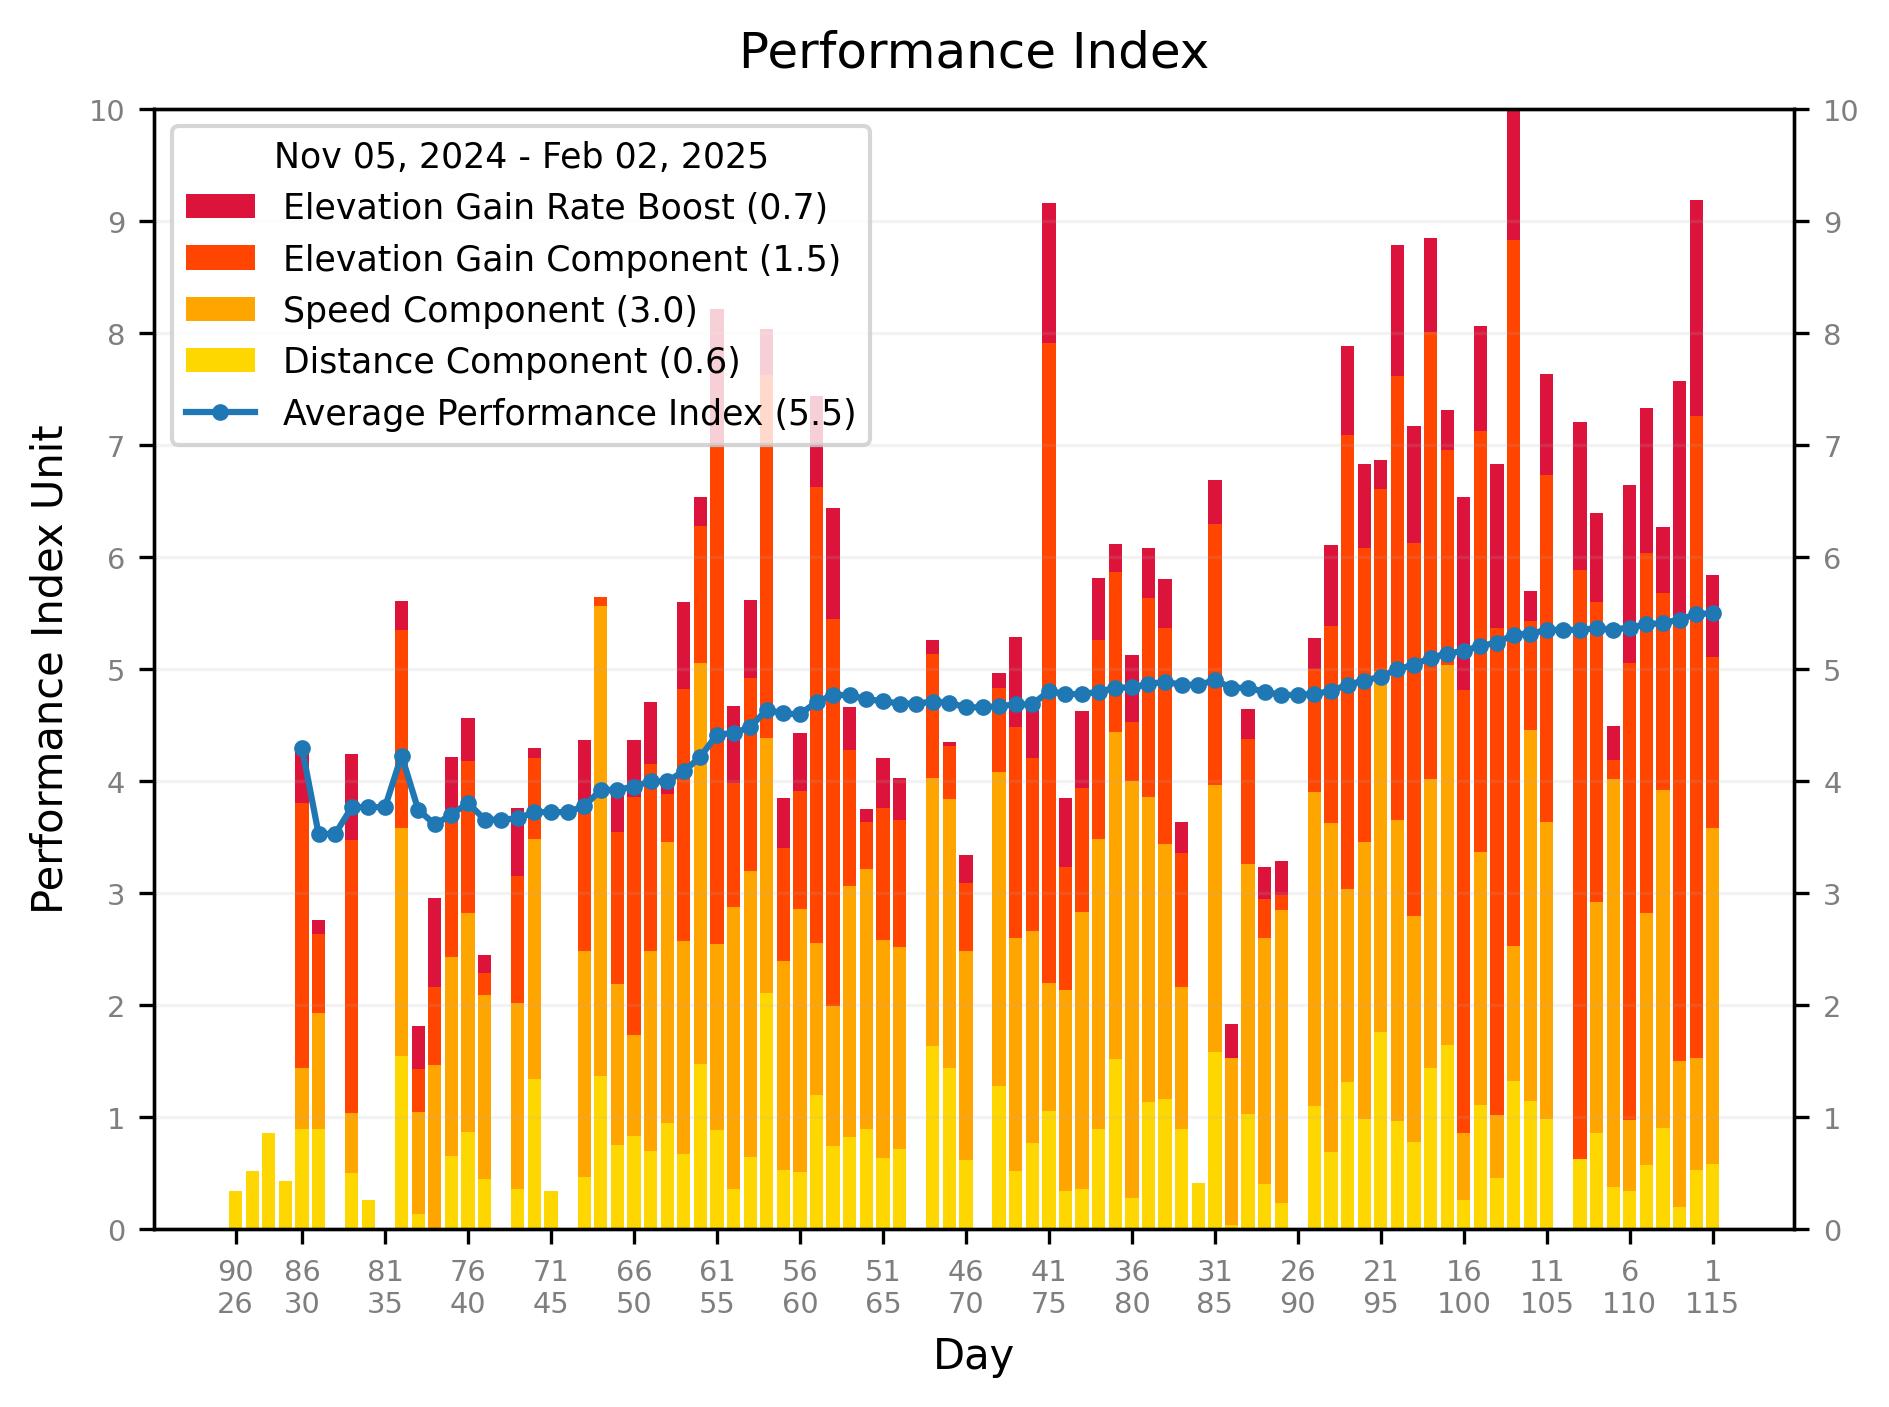 Performance Index
Nov 05, 2024 - Feb 02, 2025
Elevation Gain Rate Boost (0.7)
Elevation Gain Component (1.5)
Speed Component (3.0)
Distance Component (0.6)
Average Performance Index (5.5)
Performance Index Unit
10 10
9 9
8 8
7 7
6 6
5 5
4 4
3 3
2 2
1 1
0 0
90 86 81 76 71 66 61 56 51 46 41 36 31 26 21 16 11 6 1
26 30 35 40 45 50 55 60 65 70 75 80 85 90 95 100 105 110 115
Day